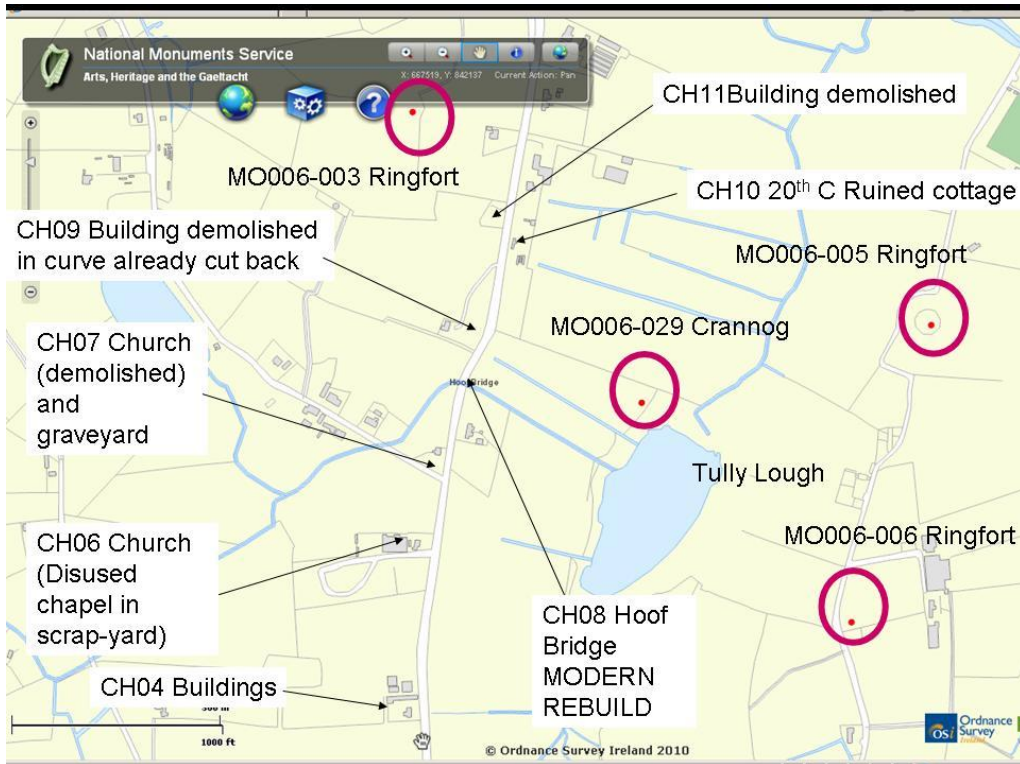 National Monuments Service
Arts, Heritage and the Gaeltacht
X: 667519, Y: 842137 Current Action: Pan
CH11Building demolished
MO006-003 Ringfort
CH10 20th C Ruined cottage
CH09 Building demolished
in curve already cut back
MO006-005 Ringfort
MO006-029 Crannog
CH07 Church
(demolished)
and
graveyard
Hoof Bridge
Tully Lough
CH06 Church
(Disused
chapel in
scrap-yard)
MO006-006 Ringfort
CH08 Hoof
Bridge
MODERN
REBUILD
CH04 Buildings
300 m
1000 ft
© Ordnance Survey Ireland 2010
osi
Ordnance
Survey
Ireland